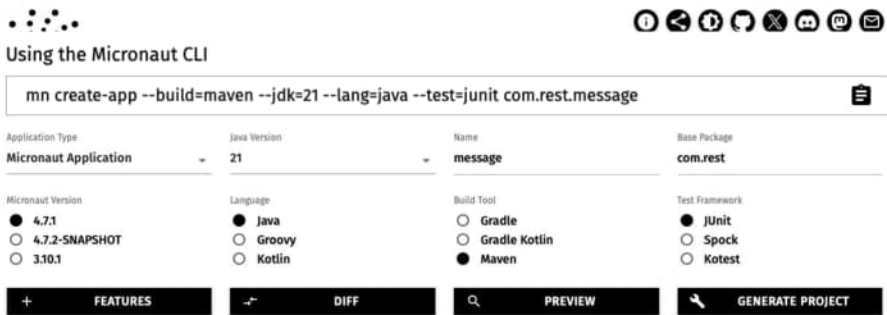 Using the Micronaut CLI
mn create-app --build=maven --jdk=21 --lang=java --test=junit com.rest.message
Application Type Java Version Name Base Package
Micronaut Application 21 message com.rest
Micronaut Version Language Build Tool Test Framework
4.7.1 Java Gradle JUnit
4.7.2-SNAPSHOT Groovy Gradle Kotlin Spock
3.10.1 Kotlin Maven Kotest
FEATURES DIFF PREVIEW GENERATE PROJECT